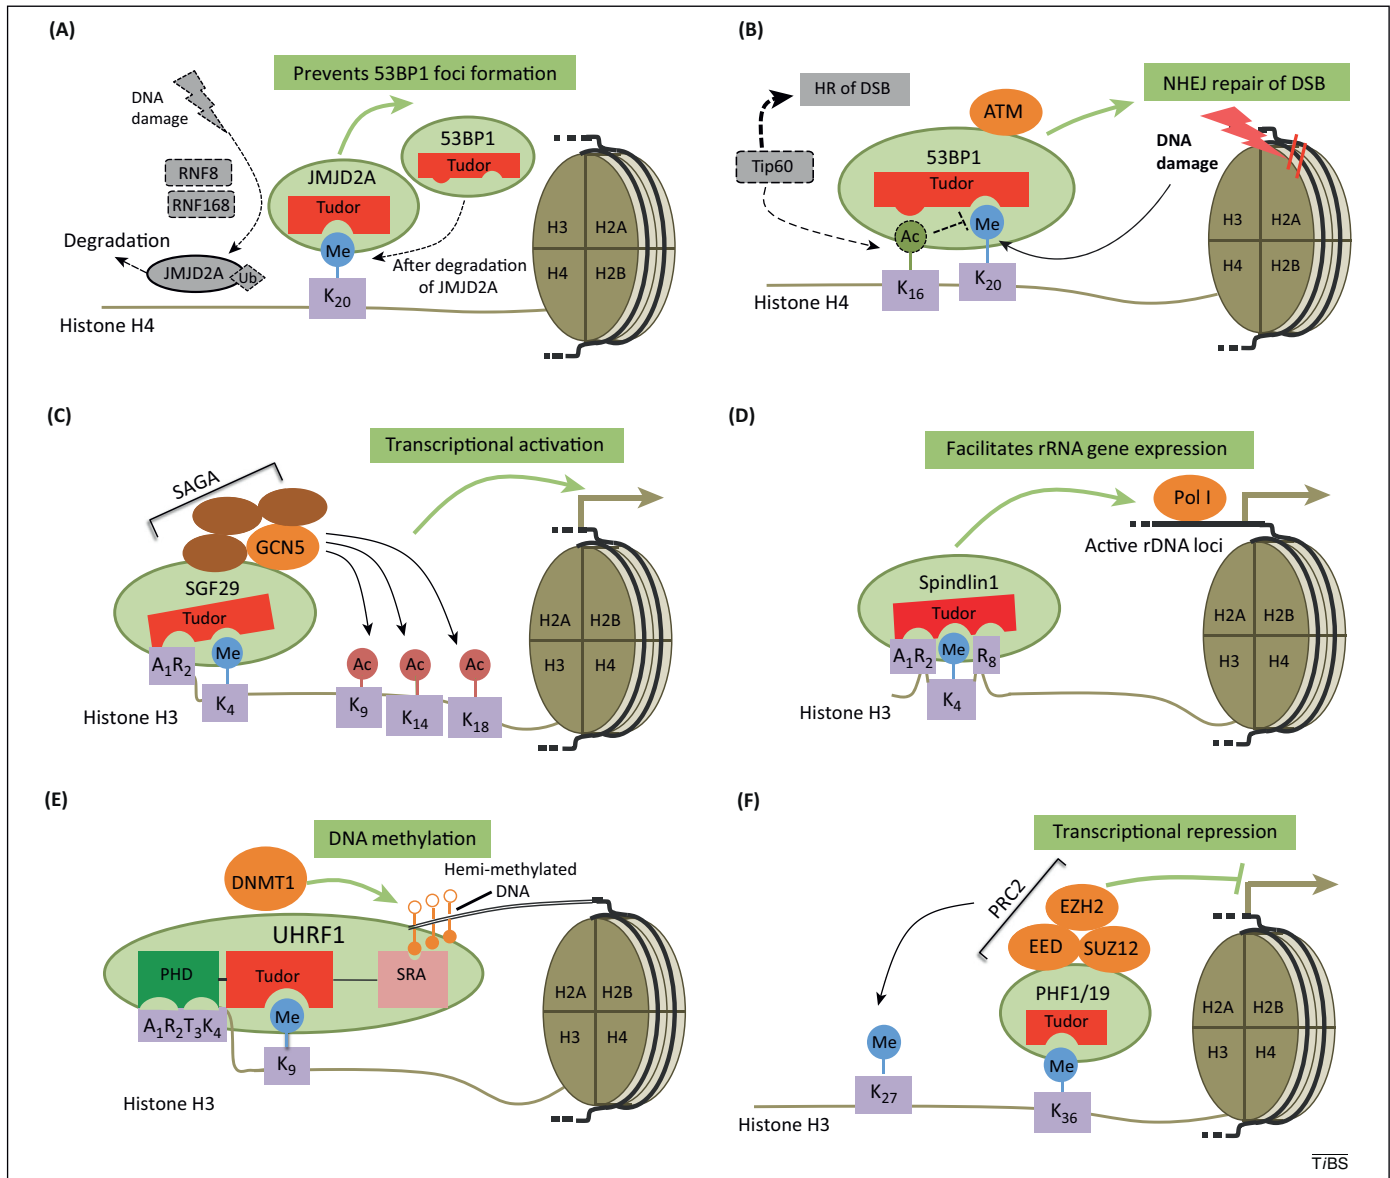 (A)
Prevents 53BP1 foci formation
DNA
damage
53BP1
Tudor
RNF8
RNF168
JMJD2A
Tudor
Me
Degradation
JMJD2A
Ub
After degradation
of JMJD2A
K20
Histone H4
H3
H2A
H4
H2B
(B)
HR of DSB
ATM
NHEJ repair of DSB
DNA
damage
Tip60
53BP1
Tudor
Ac
Me
K16
K20
Histone H4
H3
H2A
H4
H2B
(C)
Transcriptional activation
SAGA
GCN5
SGF29
Tudor
Me
A1R2
K4
Ac
Ac
Ac
K9
K14
K18
Histone H3
H2A
H2B
H3
H4
(D)
Facilitates rRNA gene expression
Pol I
Active rDNA loci
Spindlin1
Tudor
A1R2
Me
R8
K4
Histone H3
H2A
H2B
H3
H4
(E)
DNA methylation
Hemi-methylated
DNA
DNMT1
UHRF1
PHD
Tudor
SRA
Me
A1R2T3K4
K9
Histone H3
H2A
H2B
H3
H4
(F)
Transcriptional repression
PRC2
EZH2
EED
SUZ12
PHF1/19
Tudor
Me
Me
K27
K36
Histone H3
H2A
H2B
H3
H4
TiBS